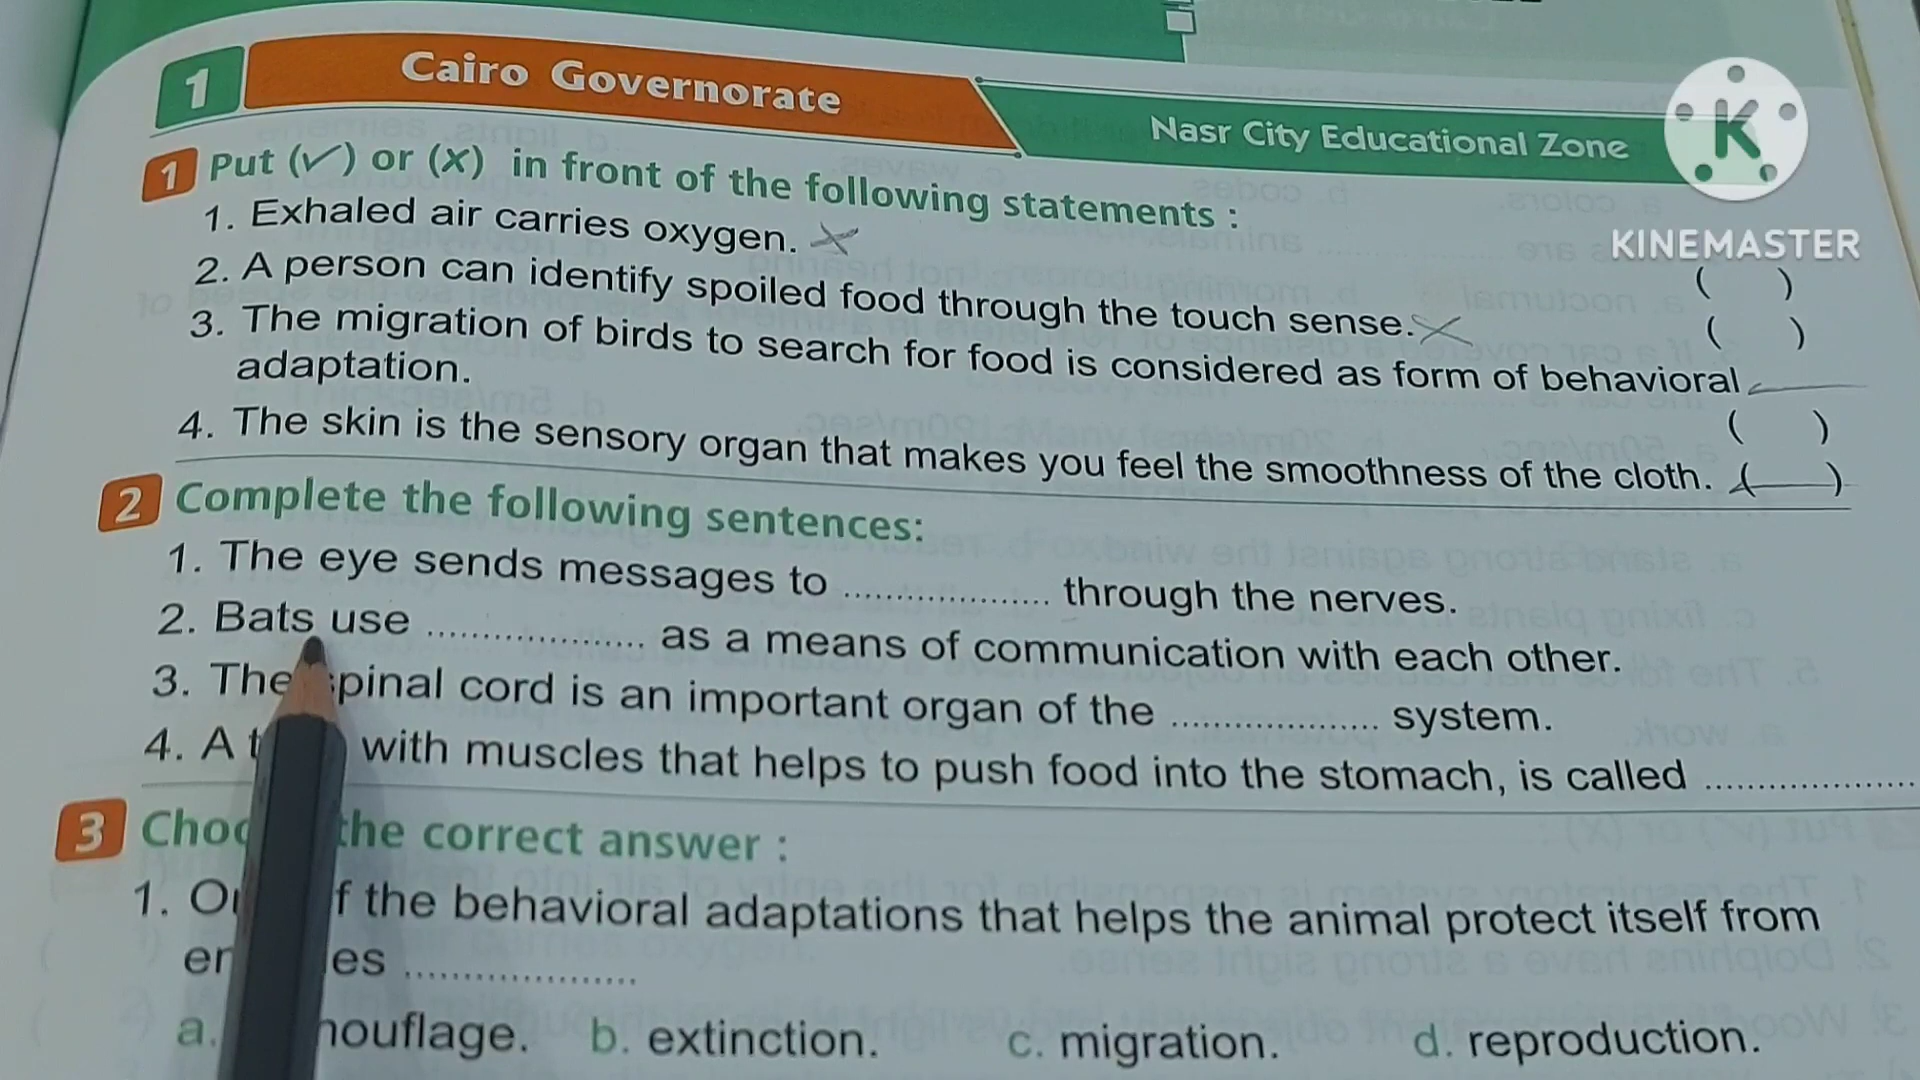 1 Cairo Governorate
Nasr City Educational Zone
KINEMASTER
1 Put (✓) or (X) in front of the following statements :
1. Exhaled air carries oxygen. X ( )
2. A person can identify spoiled food through the touch sense. X ( )
3. The migration of birds to search for food is considered as form of behavioral
adaptation. ( )
4. The skin is the sensory organ that makes you feel the smoothness of the cloth. ( )
2 Complete the following sentences:
1. The eye sends messages to .................... through the nerves.
2. Bats use .................... as a means of communication with each other.
3. The spinal cord is an important organ of the .................... system.
4. A with muscles that helps to push food into the stomach, is called ....................
3 the correct answer :
1. the behavioral adaptations that helps the animal protect itself from
....................
a. b. extinction. c. migration. d. reproduction.